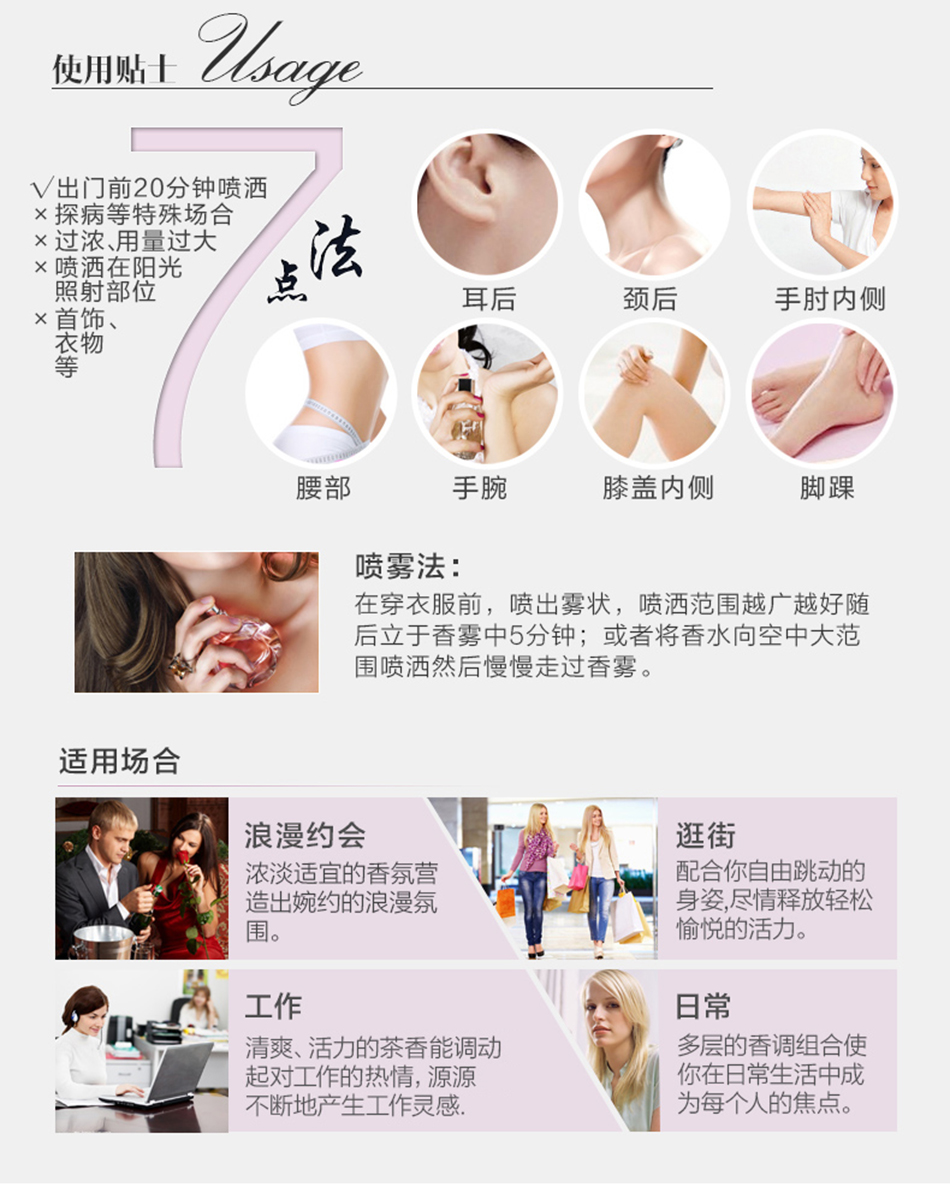 使用贴士 Usage
7点法
√出门前20分钟喷洒
×探病等特殊场合
×过浓、用量过大
×喷洒在阳光
照射部位
×首饰、
衣物
等
耳后
颈后
手肘内侧
腰部
手腕
膝盖内侧
脚踝
喷雾法：
在穿衣服前，喷出雾状，喷洒范围越广越好随
后立于香雾中5分钟；或者将香水向空中大范
围喷洒然后慢慢走过香雾。
适用场合
浪漫约会
浓淡适宜的香氛营
造出婉约的浪漫氛
围。
逛街
配合你自由跳动的
身姿,尽情释放轻松
愉悦的活力。
工作
清爽、活力的茶香能调动
起对工作的热情，源源
不断地产生工作灵感.
日常
多层的香调组合使
你在日常生活中成
为每个人的焦点。